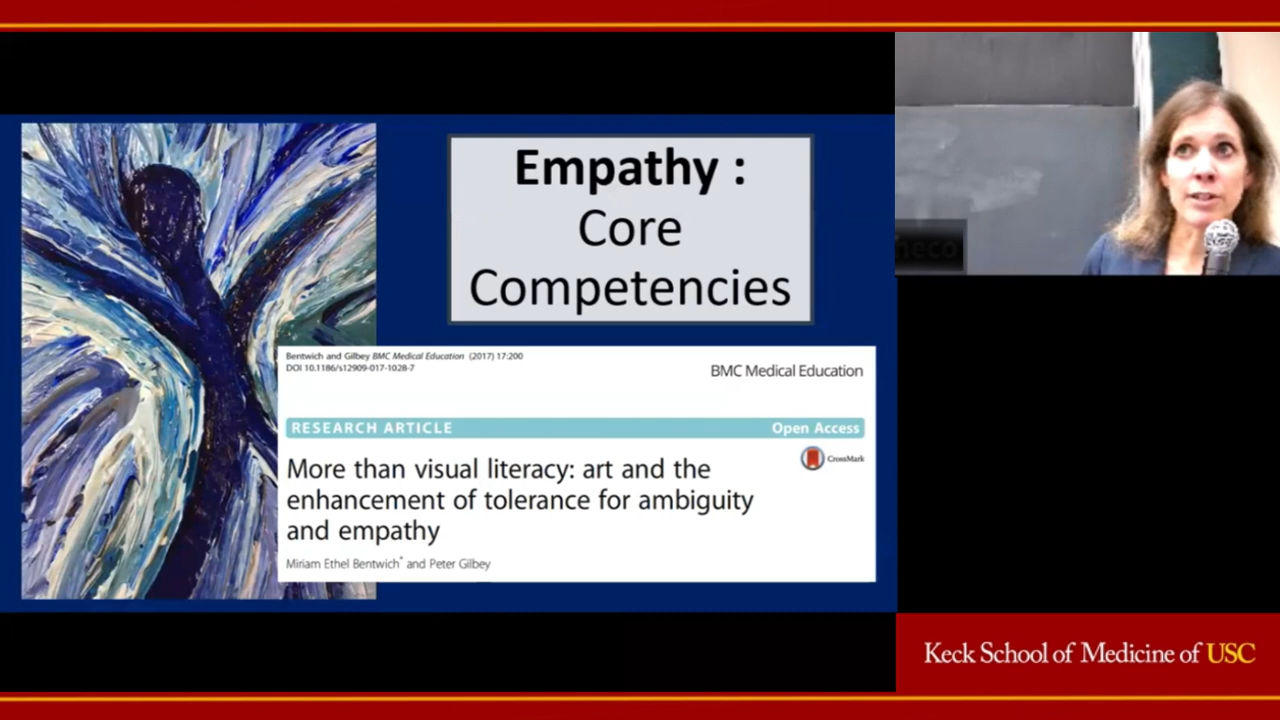 Empathy :
Core
Competencies
Bentwich and Gilbey BMC Medical Education (2017) 17:200
DOI 10.1186/s12909-017-1028-7
BMC Medical Education
RESEARCH ARTICLE
Open Access
CrossMark
More than visual literacy: art and the
enhancement of tolerance for ambiguity
and empathy
Miriam Ethel Bentwich* and Peter Gilbey
Keck School of Medicine of USC